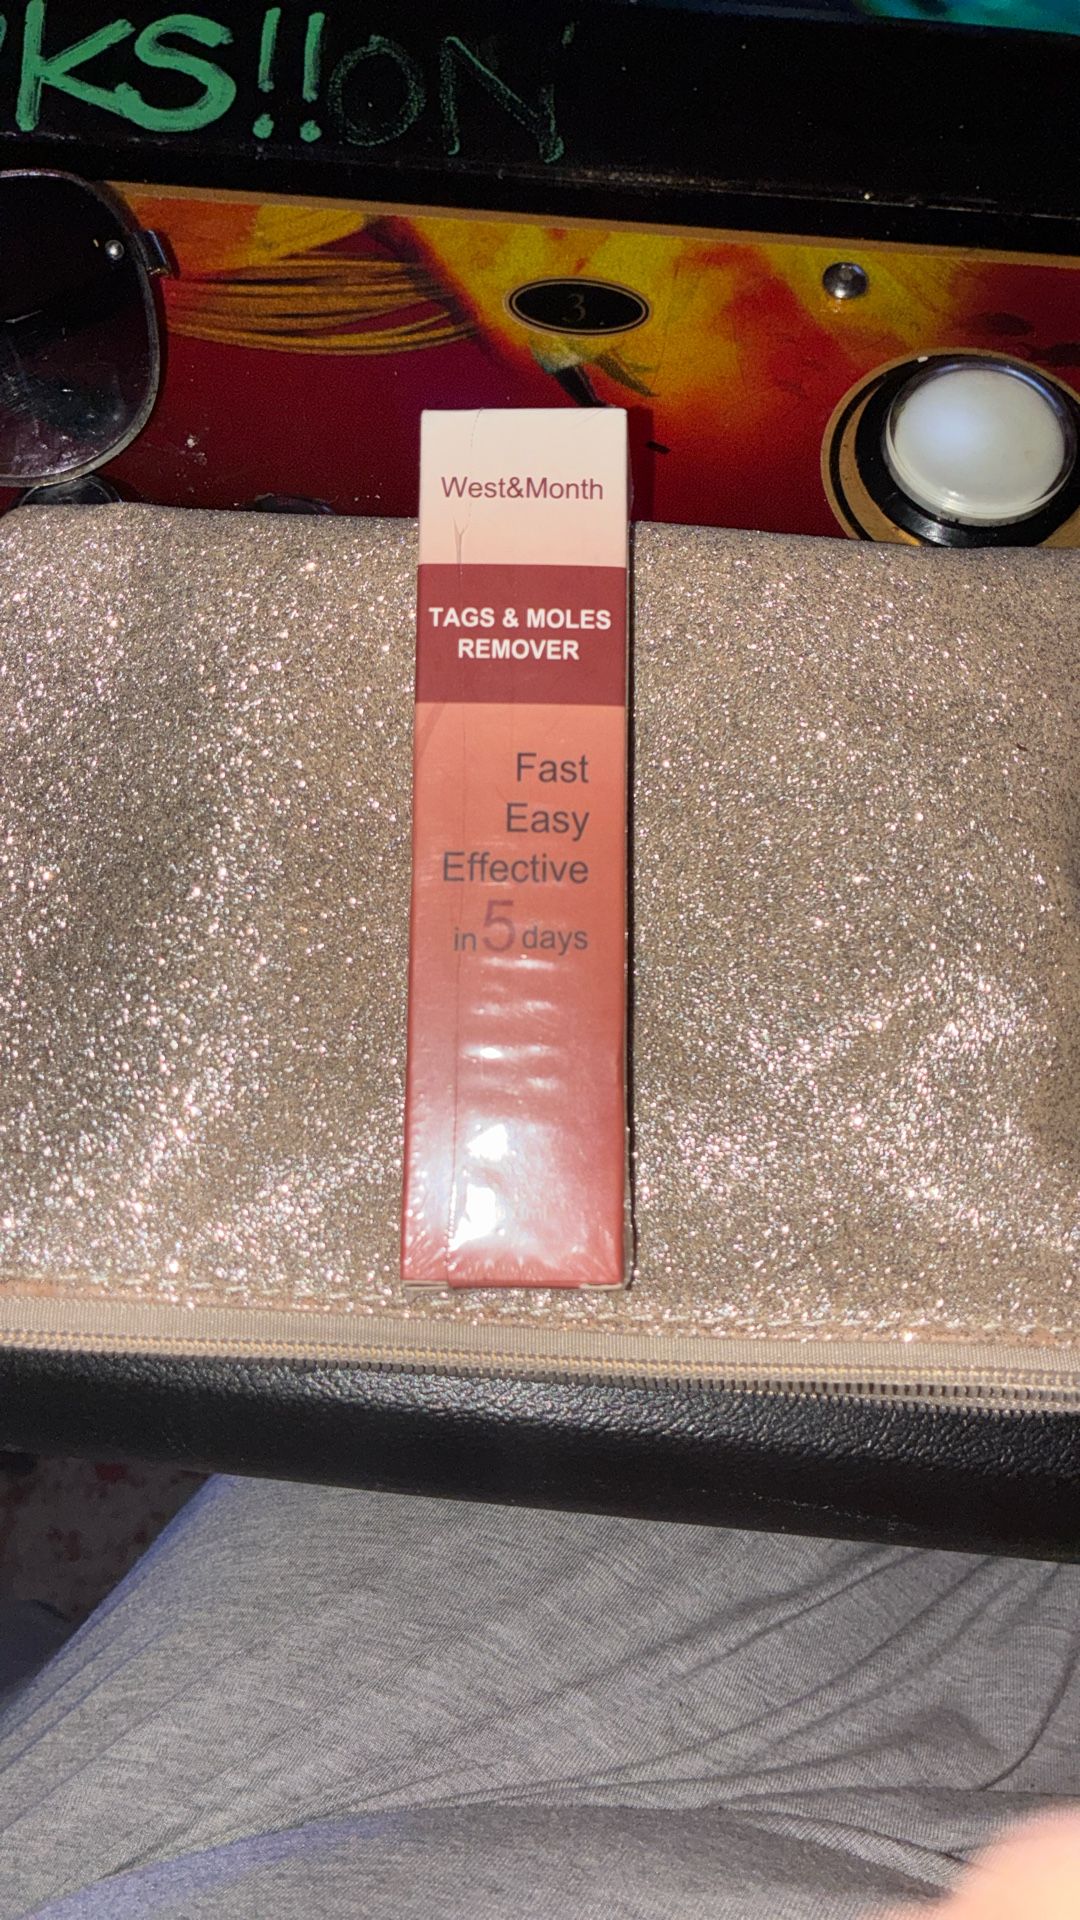 KS!! ON
3
West&Month
TAGS & MOLES
REMOVER
Fast
Easy
Effective
in 5 days